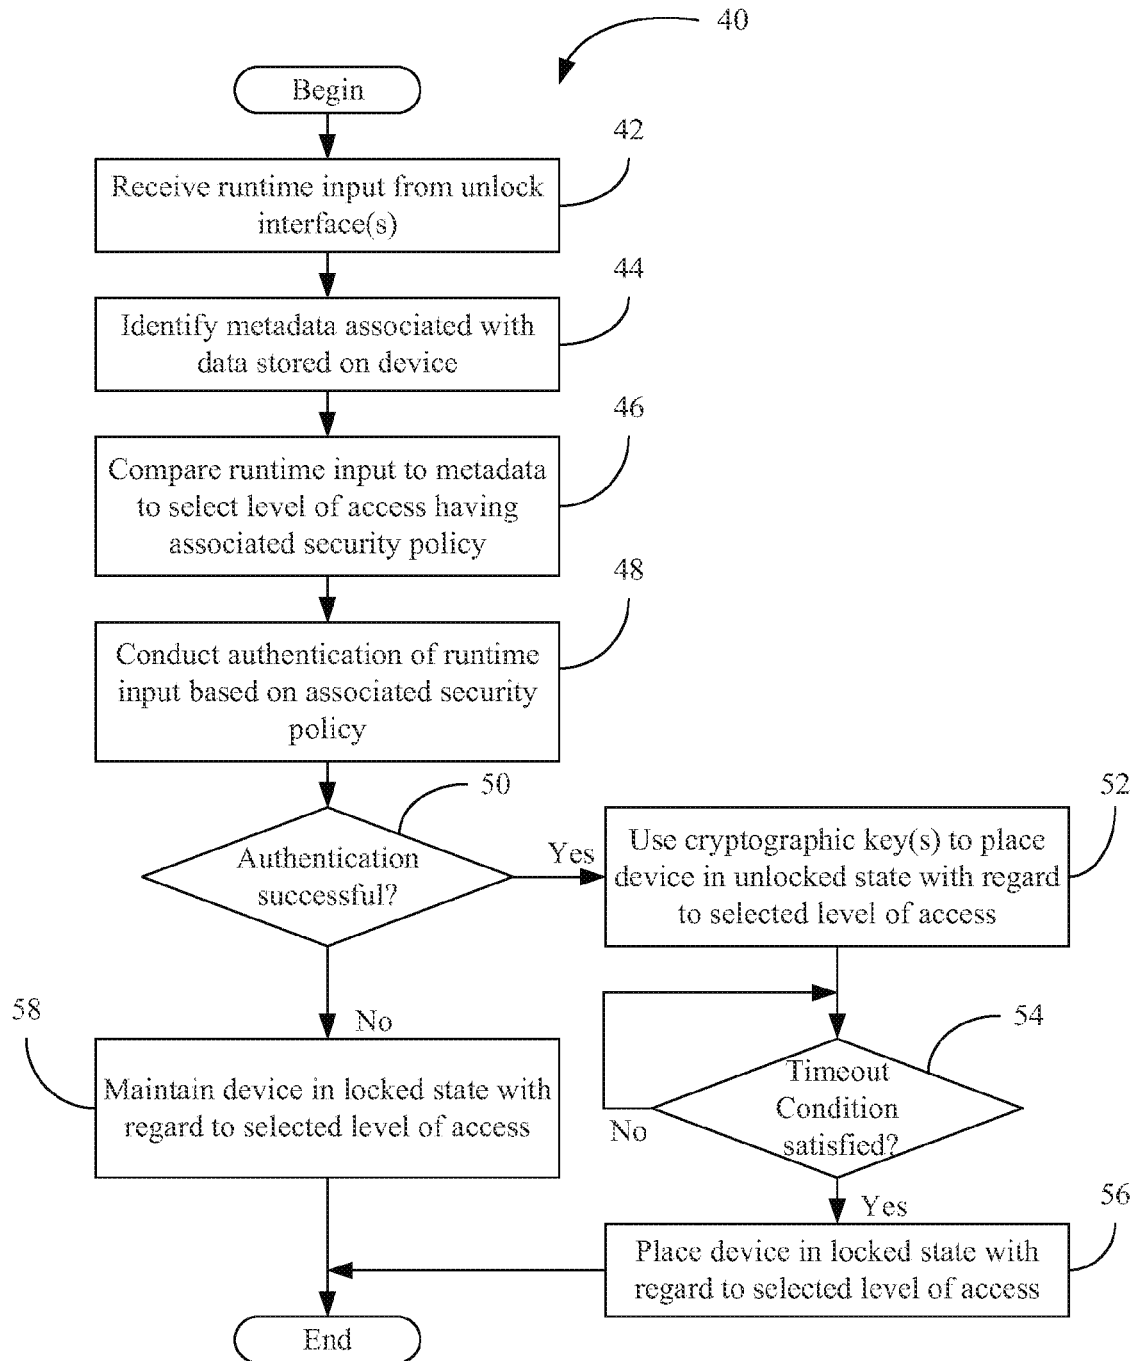 40
Begin
42
Receive runtime input from unlock
interface(s)
44
Identify metadata associated with
data stored on device
46
Compare runtime input to metadata
to select level of access having
associated security policy
48
Conduct authentication of runtime
input based on associated security
policy
50
Authentication
successful?
Yes
52
Use cryptographic key(s) to place
device in unlocked state with regard
to selected level of access
No
58
Maintain device in locked state with
regard to selected level of access
54
Timeout
Condition
satisfied?
No
Yes
56
Place device in locked state with
regard to selected level of access
End